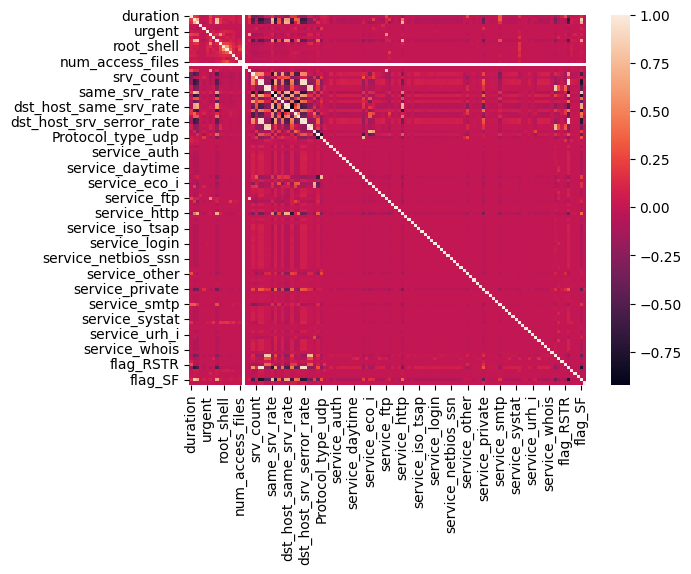 duration
urgent
root_shell
num_access_files
srv_count
same_srv_rate
dst_host_same_srv_rate
dst_host_srv_serror_rate
Protocol_type_udp
service_auth
service_daytime
service_eco_i
service_ftp
service_http
service_iso_tsap
service_login
service_netbios_ssn
service_other
service_private
service_smtp
service_systat
service_urh_i
service_whois
flag_RSTR
flag_SF
duration
urgent
root_shell
num_access_files
srv_count
same_srv_rate
dst_host_same_srv_rate
dst_host_srv_serror_rate
Protocol_type_udp
service_auth
service_daytime
service_eco_i
service_ftp
service_http
service_iso_tsap
service_login
service_netbios_ssn
service_other
service_private
service_smtp
service_systat
service_urh_i
service_whois
flag_RSTR
flag_SF
1.00
0.75
0.50
0.25
0.00
−0.25
−0.50
−0.75